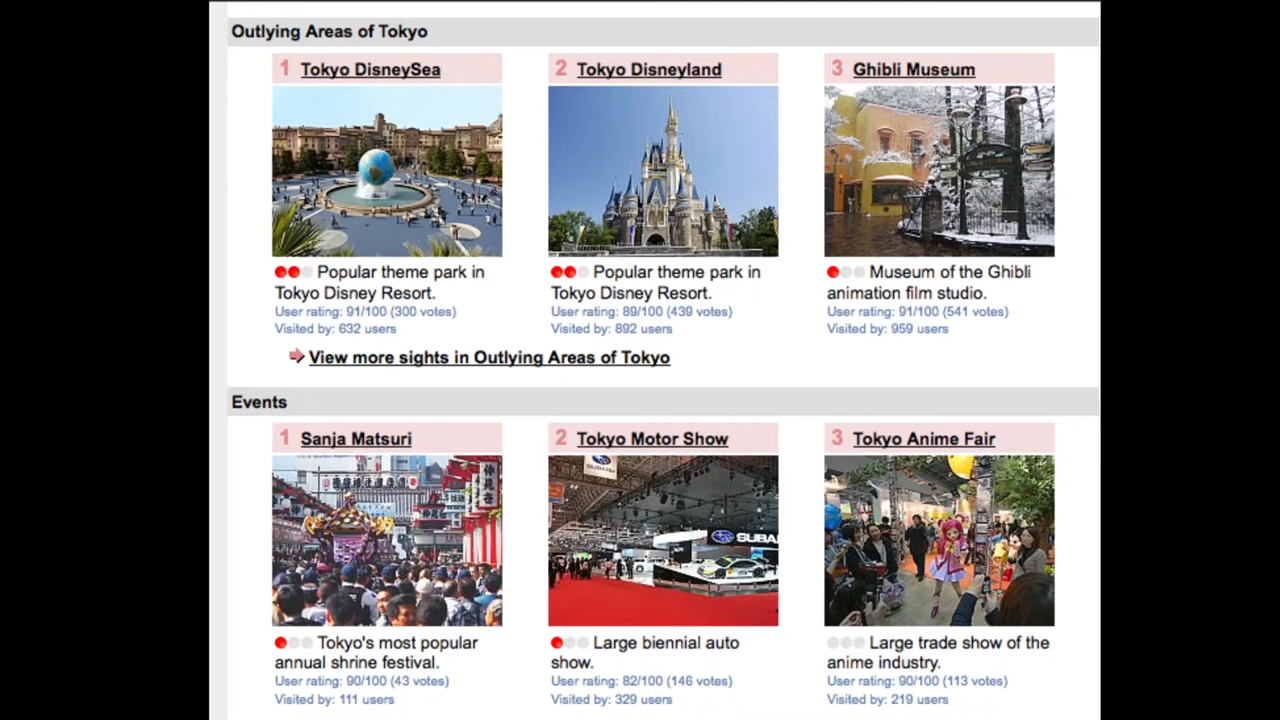 Outlying Areas of Tokyo
1 Tokyo DisneySea
2 Tokyo Disneyland
3 Ghibli Museum
Popular theme park in
Tokyo Disney Resort.
User rating: 91/100 (300 votes)
Visited by: 632 users
Popular theme park in
Tokyo Disney Resort.
User rating: 89/100 (439 votes)
Visited by: 892 users
Museum of the Ghibli
animation film studio.
User rating: 91/100 (541 votes)
Visited by: 959 users
View more sights in Outlying Areas of Tokyo
Events
1 Sanja Matsuri
2 Tokyo Motor Show
3 Tokyo Anime Fair
SUBARU
SUBA
Tokyo's most popular
annual shrine festival.
User rating: 90/100 (43 votes)
Visited by: 111 users
Large biennial auto
show.
User rating: 82/100 (146 votes)
Visited by: 329 users
Large trade show of the
anime industry.
User rating: 90/100 (113 votes)
Visited by: 219 users